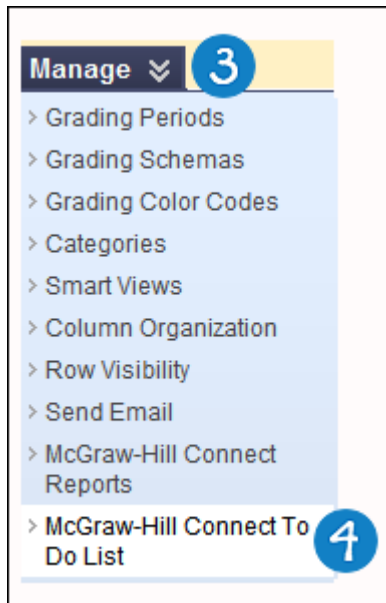 Manage 3
Grading Periods
Grading Schemas
Grading Color Codes
Categories
Smart Views
Column Organization
Row Visibility
Send Email
McGraw-Hill Connect
Reports
McGraw-Hill Connect To
Do List 4